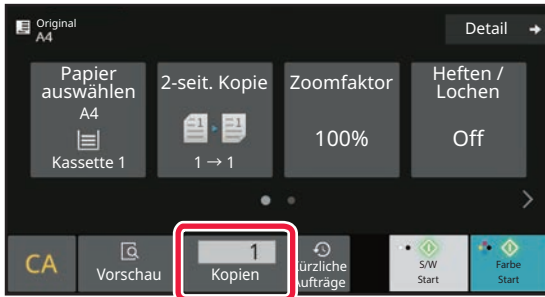 Original
A4
Detail
Papier
auswählen
A4
Kassette 1
2-seit. Kopie
1 → 1
Zoomfaktor
100%
Heften /
Lochen
Off
CA
Vorschau
1
Kopien
Aufträge
S/W
Start
Farbe
Start